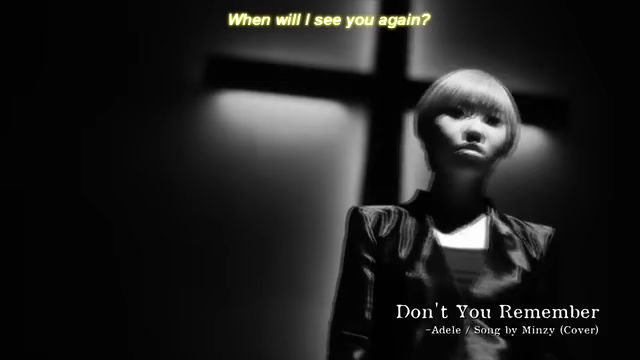 When will I see you again?
Don't You Remember
-Adele / Song by Minzy (Cover)